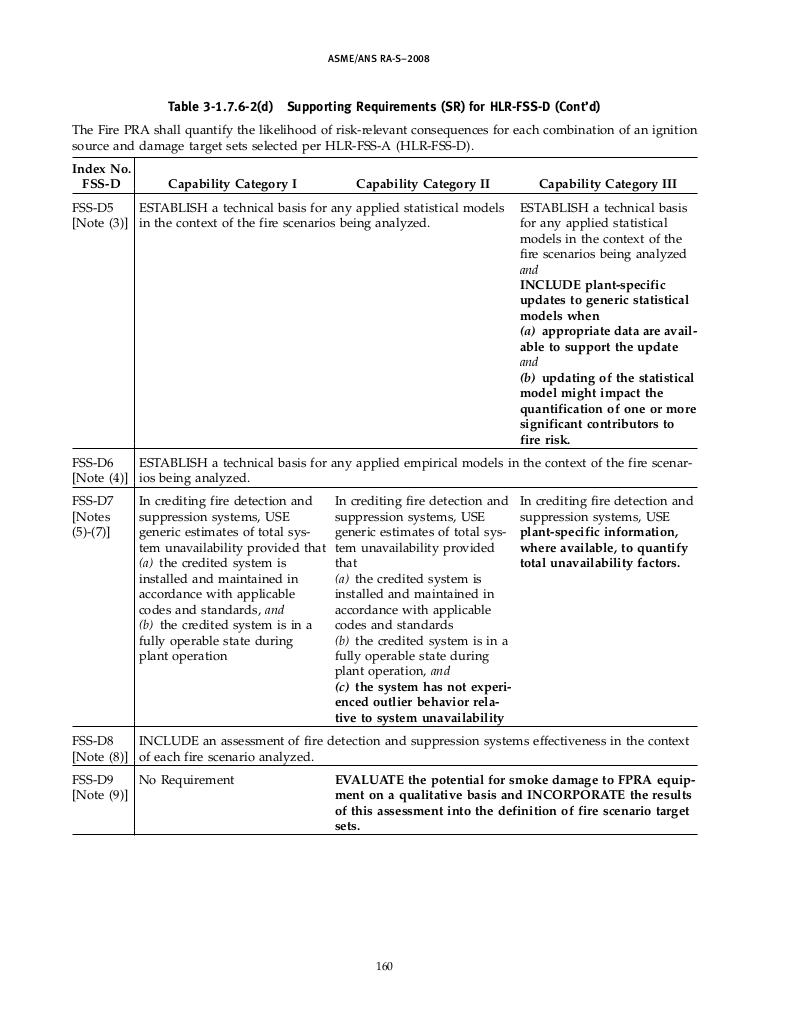 ASME/ANS RA-S–2008
Table 3-1.7.6-2(d) Supporting Requirements (SR) for HLR-FSS-D (Cont’d)
The Fire PRA shall quantify the likelihood of risk-relevant consequences for each combination of an ignition
source and damage target sets selected per HLR-FSS-A (HLR-FSS-D).
Index No.
FSS-D
Capability Category I
Capability Category II
Capability Category III
FSS-D5
[Note (3)]
ESTABLISH a technical basis for any applied statistical models
in the context of the fire scenarios being analyzed.
ESTABLISH a technical basis
for any applied statistical
models in the context of the
fire scenarios being analyzed
and
INCLUDE plant-specific
updates to generic statistical
models when
(a) appropriate data are avail-
able to support the update
and
(b) updating of the statistical
model might impact the
quantification of one or more
significant contributors to
fire risk.
FSS-D6
[Note (4)]
ESTABLISH a technical basis for any applied empirical models in the context of the fire scenar-
ios being analyzed.
FSS-D7
[Notes
(5)-(7)]
In crediting fire detection and
suppression systems, USE
generic estimates of total sys-
tem unavailability provided that
(a) the credited system is
installed and maintained in
accordance with applicable
codes and standards, and
(b) the credited system is in a
fully operable state during
plant operation
In crediting fire detection and
suppression systems, USE
generic estimates of total sys-
tem unavailability provided
that
(a) the credited system is
installed and maintained in
accordance with applicable
codes and standards
(b) the credited system is in a
fully operable state during
plant operation, and
(c) the system has not experi-
enced outlier behavior rela-
tive to system unavailability
In crediting fire detection and
suppression systems, USE
plant-specific information,
where available, to quantify
total unavailability factors.
FSS-D8
[Note (8)]
INCLUDE an assessment of fire detection and suppression systems effectiveness in the context
of each fire scenario analyzed.
FSS-D9
[Note (9)]
No Requirement
EVALUATE the potential for smoke damage to FPRA equip-
ment on a qualitative basis and INCORPORATE the results
of this assessment into the definition of fire scenario target
sets.
160